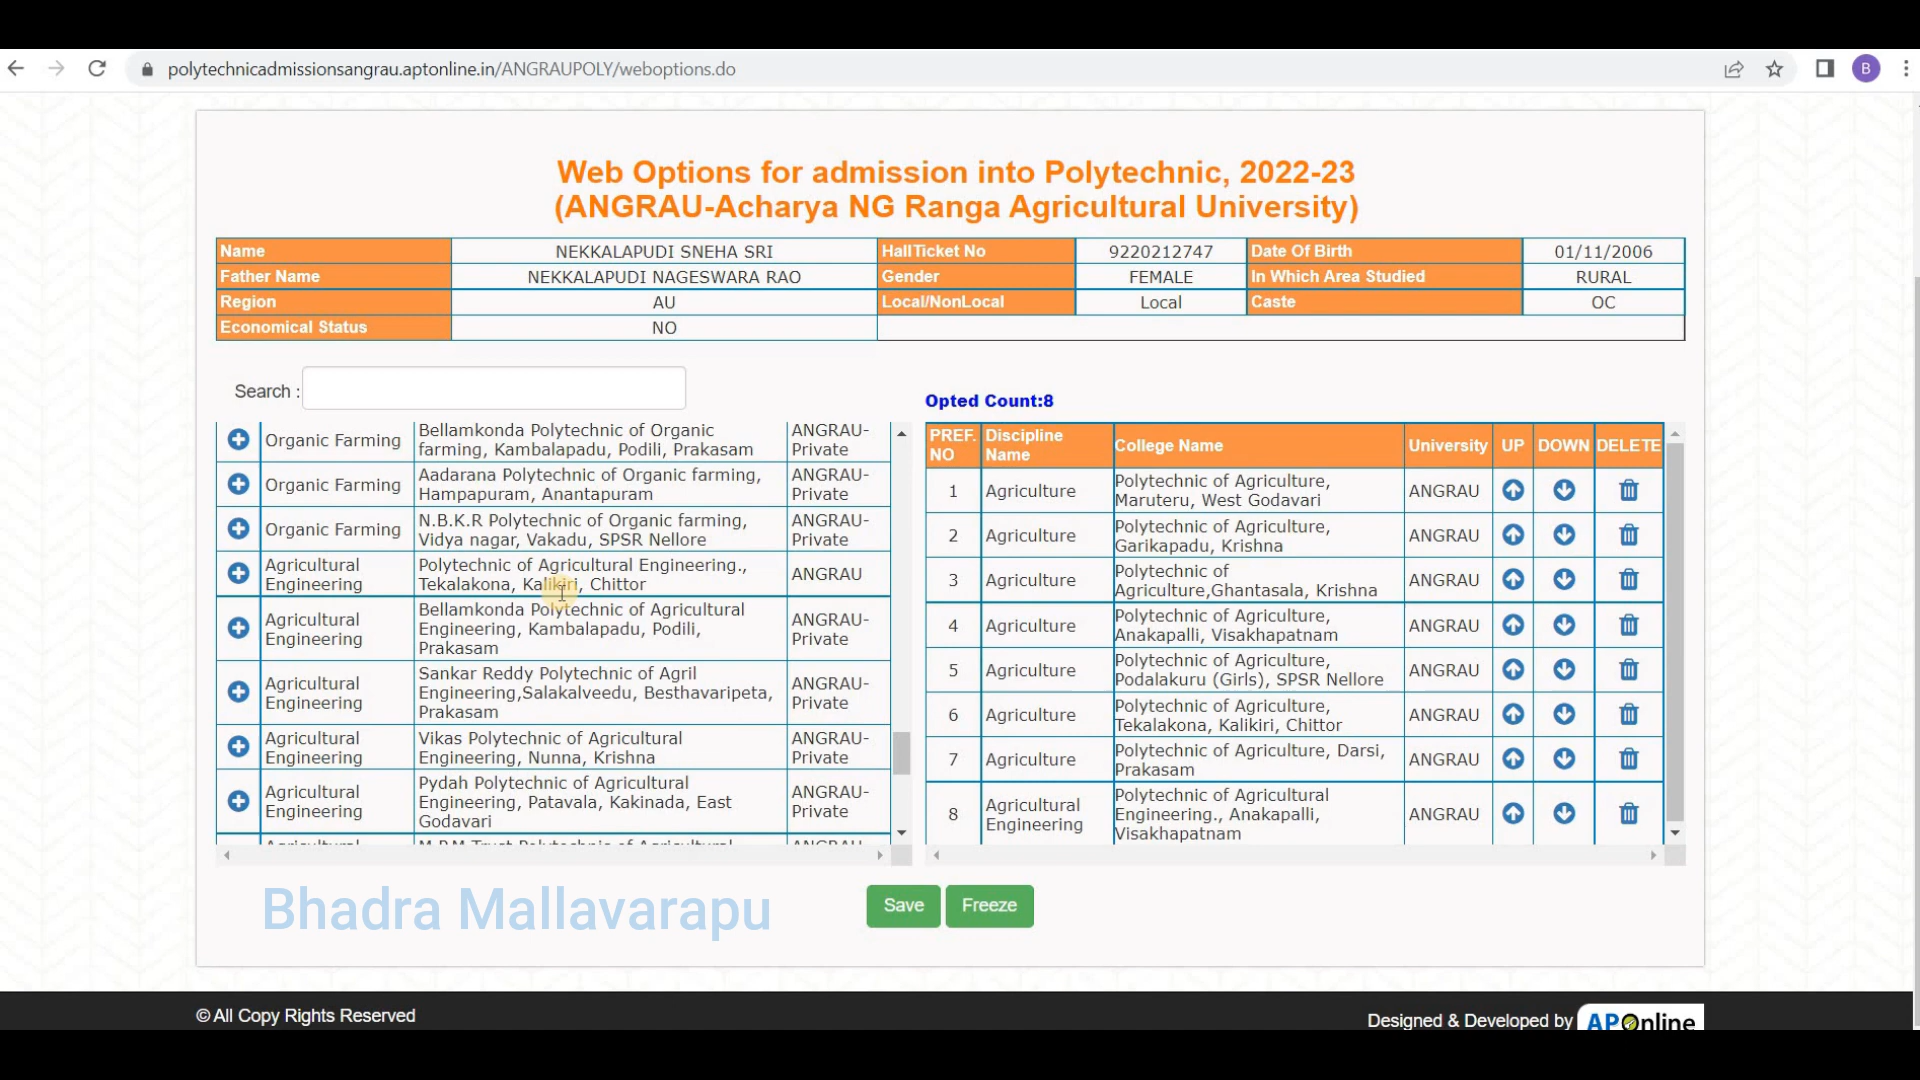 polytechnicadmissionsangrau.aptonline.in/ANGRAUPOLY/weboptions.do
B
Web Options for admission into Polytechnic, 2022-23
(ANGRAU-Acharya NG Ranga Agricultural University)
Name NEKKALAPUDI SNEHA SRI HallTicket No 9220212747 Date Of Birth 01/11/2006
Father Name NEKKALAPUDI NAGESWARA RAO Gender FEMALE In Which Area Studied RURAL
Region AU Local/NonLocal Local Caste OC
Economical Status NO
Search :
Organic Farming Bellamkonda Polytechnic of Organic ANGRAU-
farming, Kambalapadu, Podili, Prakasam Private
Organic Farming Aadarana Polytechnic of Organic farming, ANGRAU-
Hampapuram, Anantapuram Private
Organic Farming N.B.K.R Polytechnic of Organic farming, ANGRAU-
Vidya nagar, Vakadu, SPSR Nellore Private
Agricultural Polytechnic of Agricultural Engineering., ANGRAU
Engineering Tekalakona, Kalikiri, Chittor
Agricultural Bellamkonda Polytechnic of Agricultural ANGRAU-
Engineering Engineering, Kambalapadu, Podili, Private
Prakasam
Agricultural Sankar Reddy Polytechnic of Agril ANGRAU-
Engineering Engineering,Salakalveedu, Besthavaripeta, Private
Prakasam
Agricultural Vikas Polytechnic of Agricultural ANGRAU-
Engineering Engineering, Nunna, Krishna Private
Agricultural Pydah Polytechnic of Agricultural ANGRAU-
Engineering Engineering, Patavala, Kakinada, East Private
Godavari
Opted Count:8
PREF. NO Discipline Name College Name University UP DOWN DELETE
1 Agriculture Polytechnic of Agriculture, ANGRAU
Maruteru, West Godavari
2 Agriculture Polytechnic of Agriculture, ANGRAU
Garikapadu, Krishna
3 Agriculture Polytechnic of ANGRAU
Agriculture,Ghantasala, Krishna
4 Agriculture Polytechnic of Agriculture, ANGRAU
Anakapalli, Visakhapatnam
5 Agriculture Polytechnic of Agriculture, ANGRAU
Podalakuru (Girls), SPSR Nellore
6 Agriculture Polytechnic of Agriculture, ANGRAU
Tekalakona, Kalikiri, Chittor
7 Agriculture Polytechnic of Agriculture, Darsi, ANGRAU
Prakasam
8 Agricultural Polytechnic of Agricultural ANGRAU
Engineering Engineering., Anakapalli,
Visakhapatnam
Bhadra Mallavarapu
Save Freeze
© All Copy Rights Reserved
Designed & Developed by APOnline